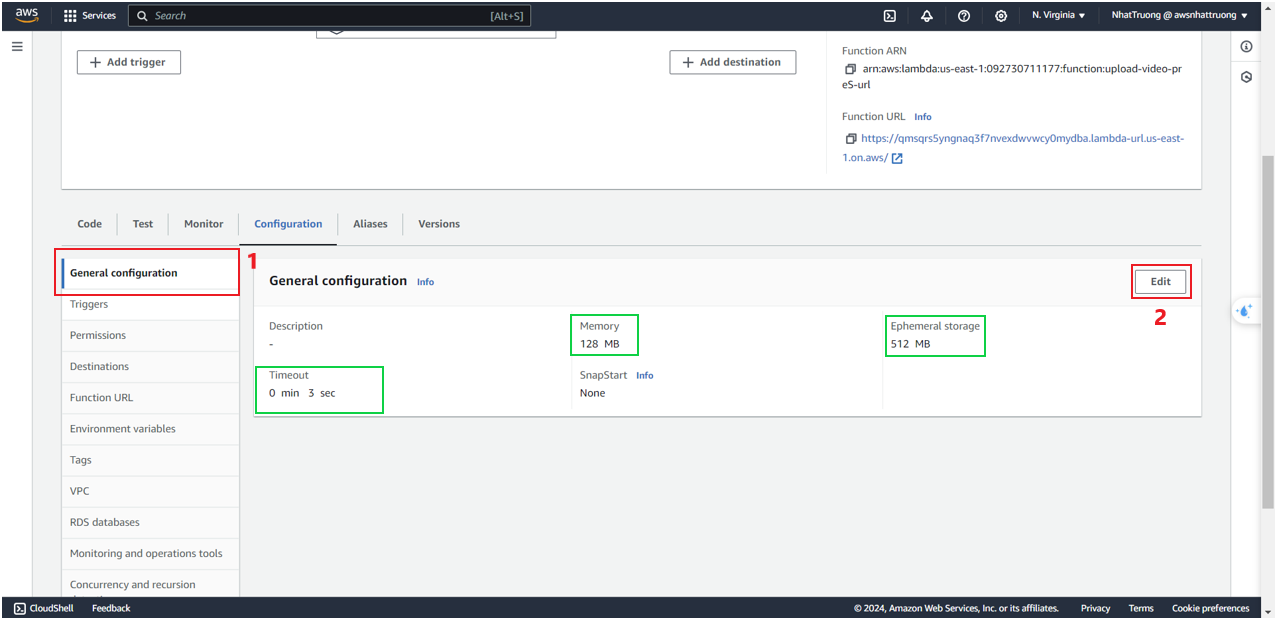 aws
Services
Search
[Alt+S]
N. Virginia
NhatTruong @ awsnhattruong
Add trigger
Add destination
Function ARN
arn:aws:lambda:us-east-1:092730711177:function:upload-video-pr
eS-url
Function URL Info
https://qmsqrs5yngnaq3f7nvexdwvwcy0mydba.lambda-url.us-east-
1.on.aws/
Code
Test
Monitor
Configuration
Aliases
Versions
General configuration
1
Triggers
Permissions
Destinations
Function URL
Environment variables
Tags
VPC
RDS databases
Monitoring and operations tools
Concurrency and recursion
General configuration Info
Edit
2
Description
-
Memory
128 MB
Ephemeral storage
512 MB
Timeout
0 min 3 sec
SnapStart Info
None
CloudShell
Feedback
© 2024, Amazon Web Services, Inc. or its affiliates.
Privacy
Terms
Cookie preferences